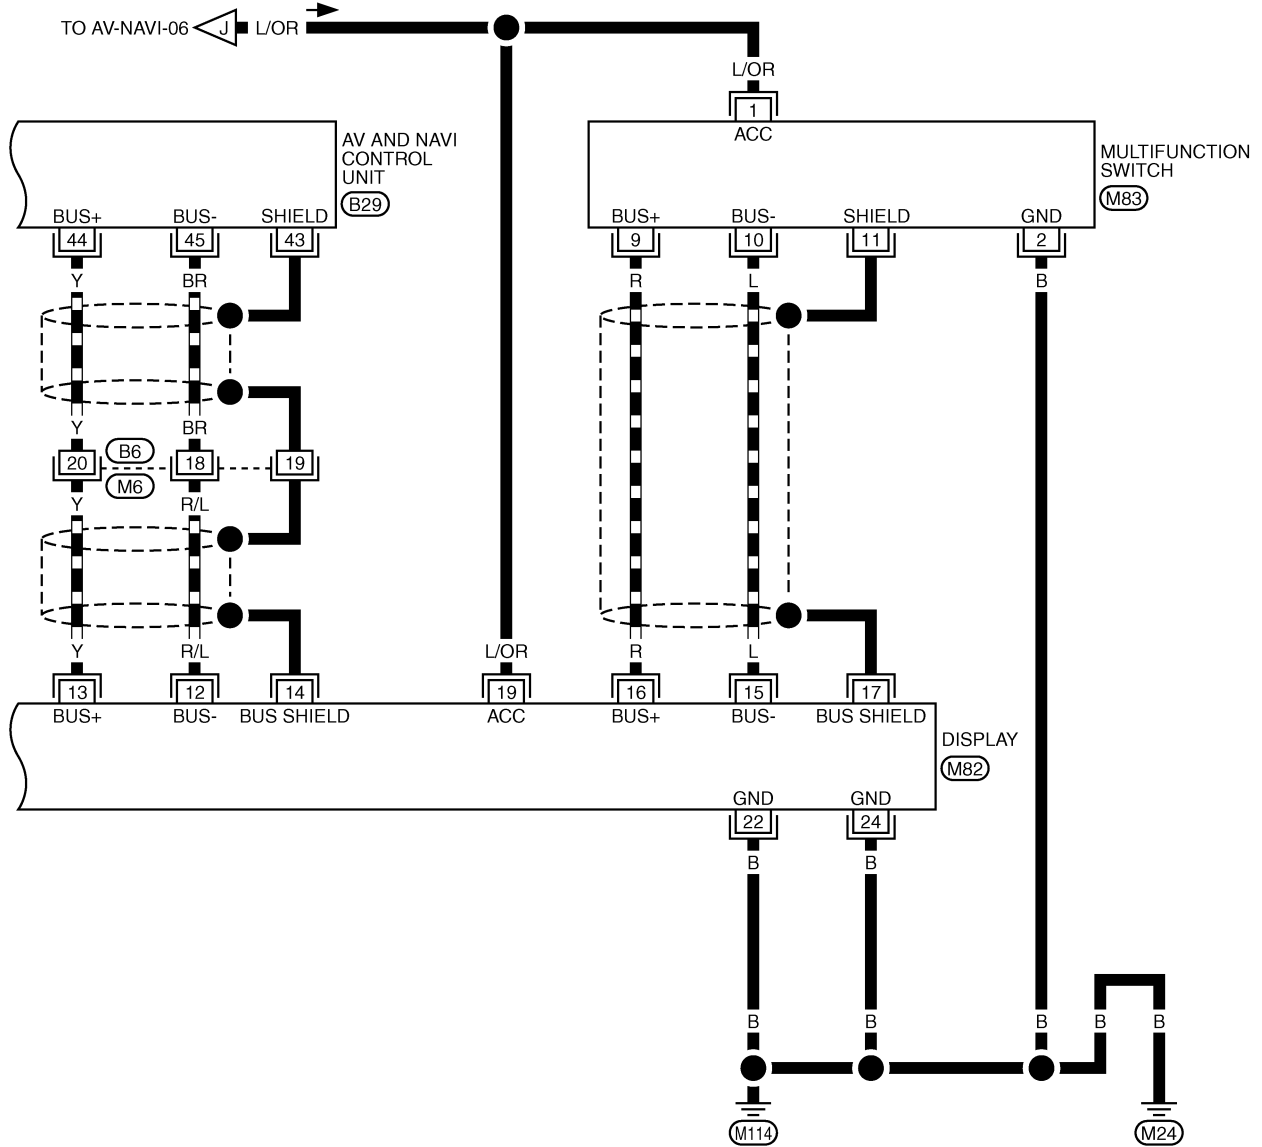 TO AV-NAVI-06 J L/OR
L/OR
1
ACC
AV AND NAVI
CONTROL
UNIT
B29
MULTIFUNCTION
SWITCH
M83
BUS+ BUS- SHIELD BUS+ BUS- SHIELD GND
44 45 43 9 10 11 2
Y BR R L B
Y BR
B6
20 18 19
M6
Y R/L
Y R/L L/OR R L
13 12 14 19 16 15 17
BUS+ BUS- BUS SHIELD ACC BUS+ BUS- BUS SHIELD
DISPLAY
M82
GND GND
22 24
B B
B B B B B
M114 M24